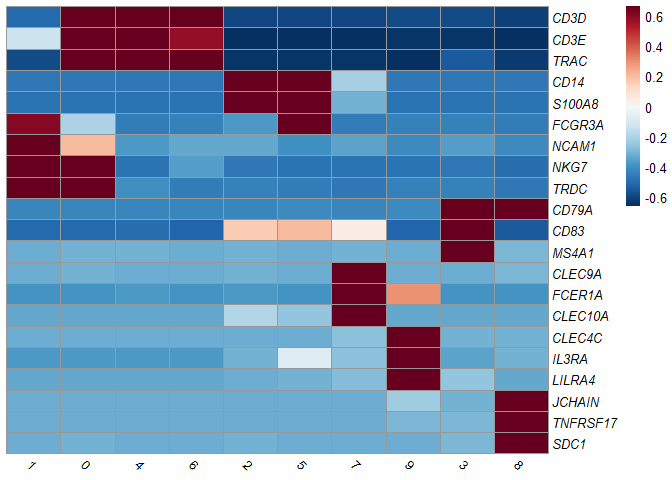 CD3D
CD3E
TRAC
CD14
S100A8
FCGR3A
NCAM1
NKG7
TRDC
CD79A
CD83
MS4A1
CLEC9A
FCER1A
CLEC10A
CLEC4C
IL3RA
LILRA4
JCHAIN
TNFRSF17
SDC1
0.6
0.4
0.2
0
-0.2
-0.4
-0.6
1 0 4 6 2 5 7 9 3 8